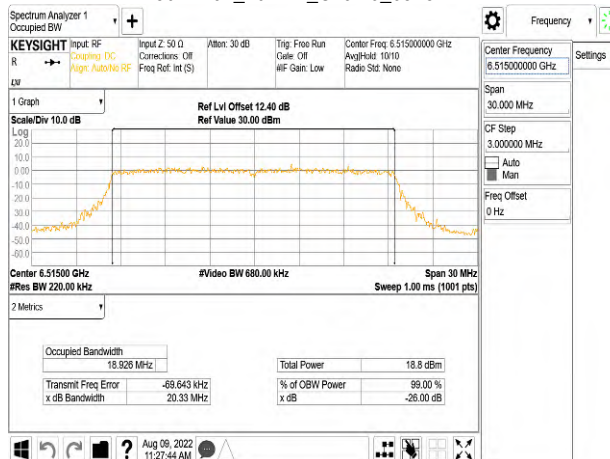 Spectrum Analyzer 1
Occupied BW
Frequency
KEYSIGHT
R
Input: RF
Coupling: DC
Align: Auto/No RF
Input Z: 50 Ω
Corrections: Off
Freq Ref: Int (S)
Atten: 30 dB
Trig: Free Run
Gate: Off
#IF Gain: Low
Center Freq: 6.515000000 GHz
Avg|Hold: 10/10
Radio Std: None
Center Frequency
6.515000000 GHz
Settings
Span
30.000 MHz
CF Step
3.000000 MHz
Auto
Man
Freq Offset
0 Hz
1 Graph
Scale/Div 10.0 dB
Ref Lvl Offset 12.40 dB
Ref Value 30.00 dBm
Log
20.0
10.0
0.00
-10.0
-20.0
-30.0
-40.0
-50.0
-60.0
Center 6.51500 GHz
#Video BW 680.00 kHz
Span 30 MHz
#Res BW 220.00 kHz
Sweep 1.00 ms (1001 pts)
2 Metrics
Occupied Bandwidth
18.926 MHz
Total Power 18.8 dBm
Transmit Freq Error -69.643 kHz
% of OBW Power 99.00 %
x dB Bandwidth 20.33 MHz
x dB -26.00 dB
Aug 09, 2022
11:27:44 AM